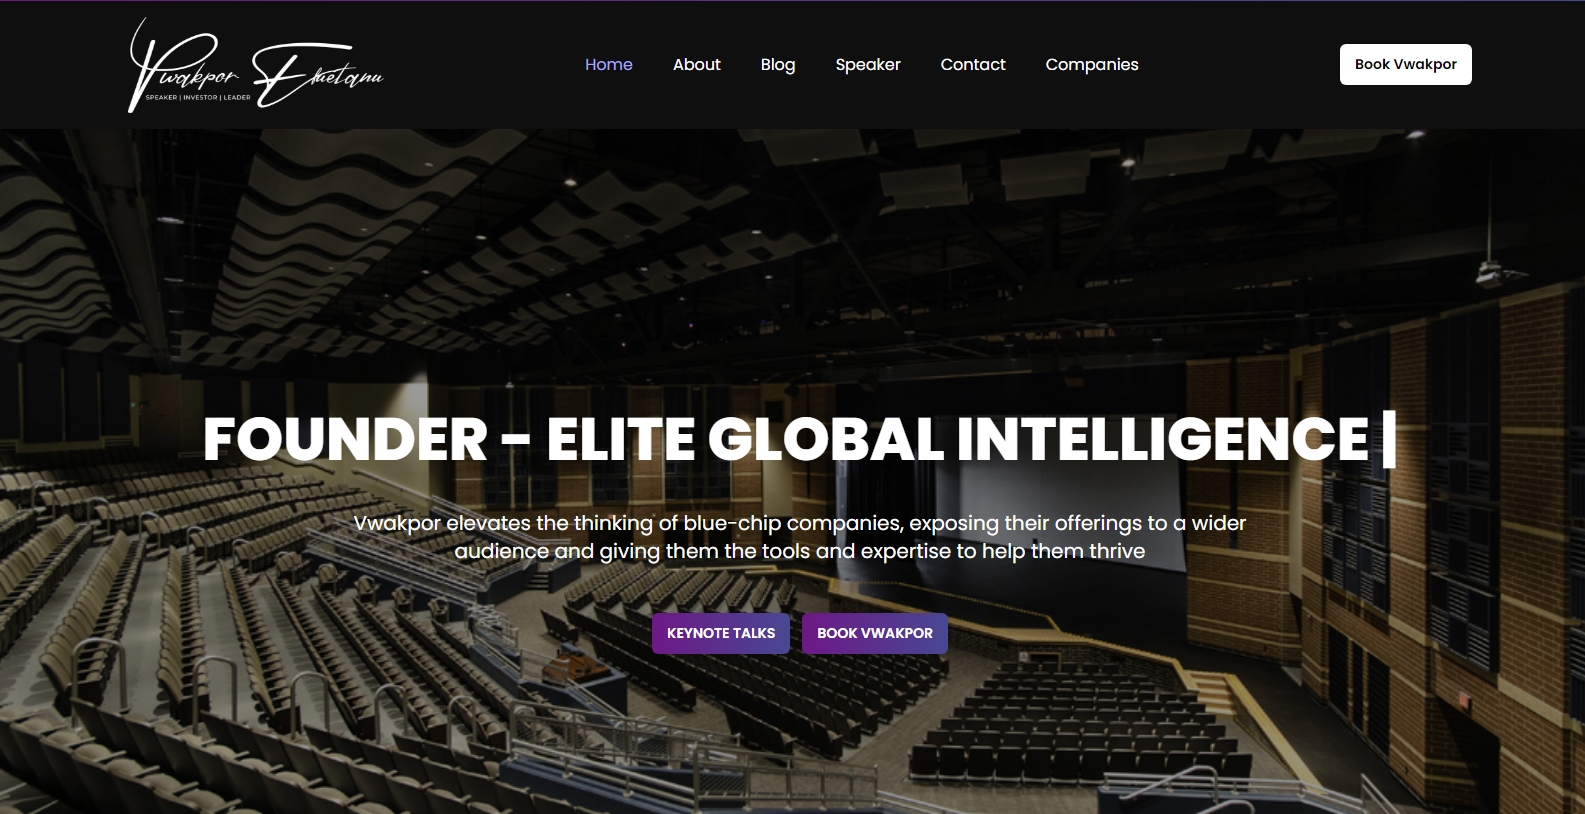 Vwakpor Efuetanu
SPEAKER | INVESTOR | LEADER
Home About Blog Speaker Contact Companies
Book Vwakpor
FOUNDER - ELITE GLOBAL INTELLIGENCE |
Vwakpor elevates the thinking of blue-chip companies, exposing their offerings to a wider
audience and giving them the tools and expertise to help them thrive
KEYNOTE TALKS BOOK VWAKPOR